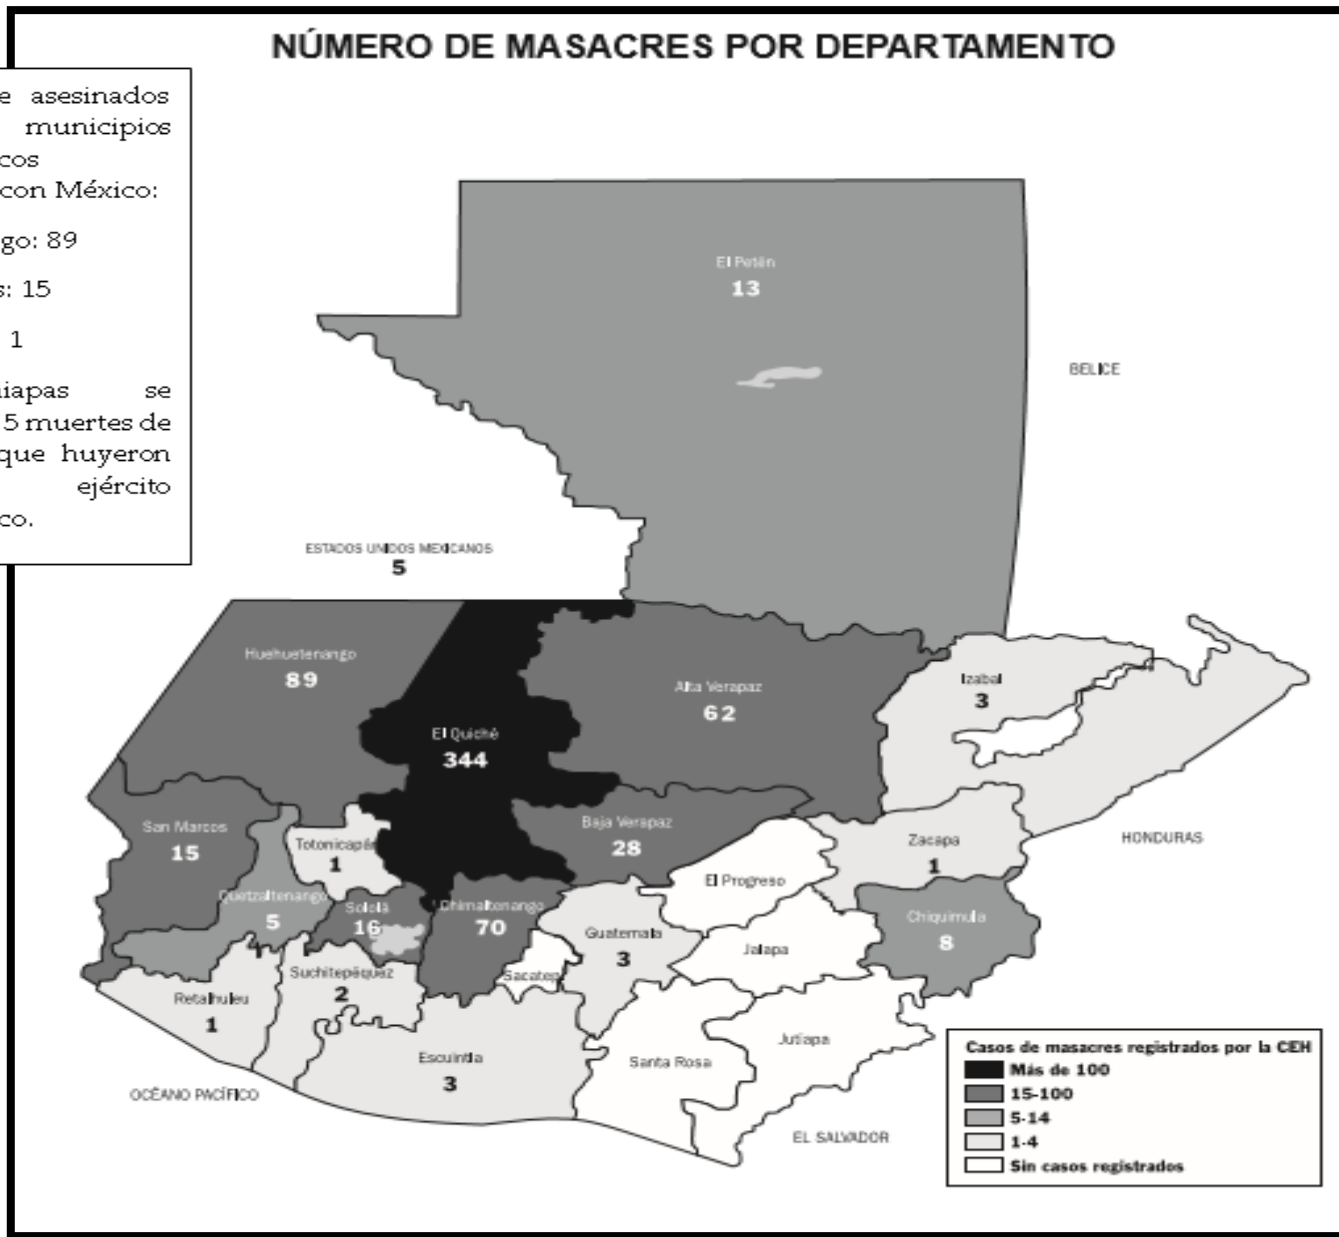 NÚMERO DE MASACRES POR DEPARTAMENTO
e asesinados
municipios
cos
con México:
go: 89
s: 15
1
iapas se
5 muertes de
que huyeron
ejército
co.
El Petén
13
BELICE
ESTADOS UNIDOS MEXICANOS
5
Huehuetenango
89
Alta Verapaz
62
Izabal
3
El Quiché
344
San Marcos
15
Totonicapán
1
Baja Verapaz
28
Zacapa
1
HONDURAS
El Progreso
Quetzaltenango
5
Sololá
16
Chimaltenango
70
Guatemala
3
Jalapa
Chiquimula
8
Sacatep
Suchitepéquez
2
Retalhuleu
1
Escuintla
3
Santa Rosa
Jutiapa
OCÉANO PACÍFICO
EL SALVADOR
Casos de masacres registrados por la CEH
Más de 100
15-100
5-14
1-4
Sin casos registrados